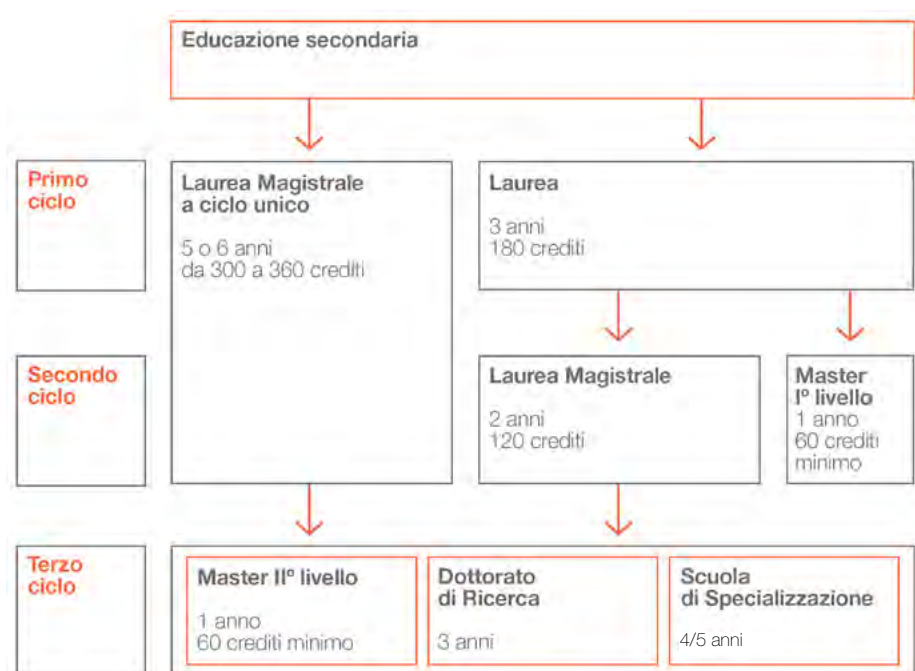 Educazione secondaria
Primo
ciclo
Laurea Magistrale
a ciclo unico
5 o 6 anni
da 300 a 360 crediti
Laurea
3 anni
180 crediti
Secondo
ciclo
Laurea Magistrale
2 anni
120 crediti
Master
Iº livello
1 anno
60 crediti
minimo
Terzo
ciclo
Master IIº livello
1 anno
60 crediti minimo
Dottorato
di Ricerca
3 anni
Scuola
di Specializzazione
4/5 anni